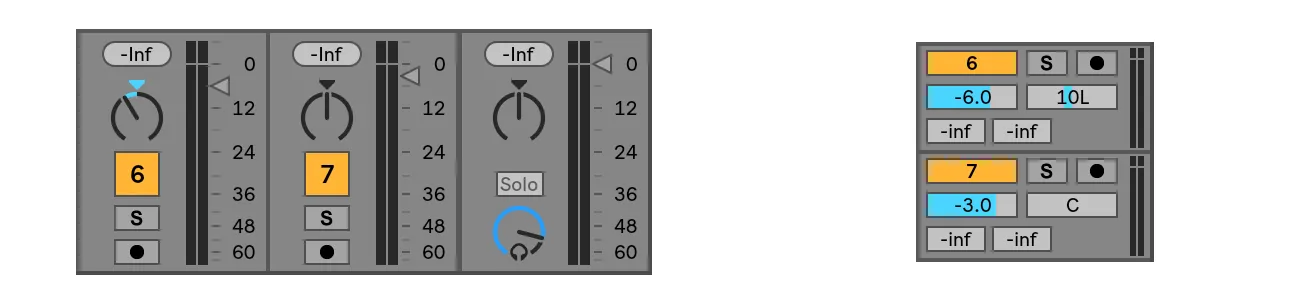 -Inf -Inf -Inf
0 0 0
12 12 12
24 24 24
6 7
36 36 36
Solo
S S
48 48 48
60 60 60
6 S
-6.0 10L
-inf -inf
7 S
-3.0 C
-inf -inf